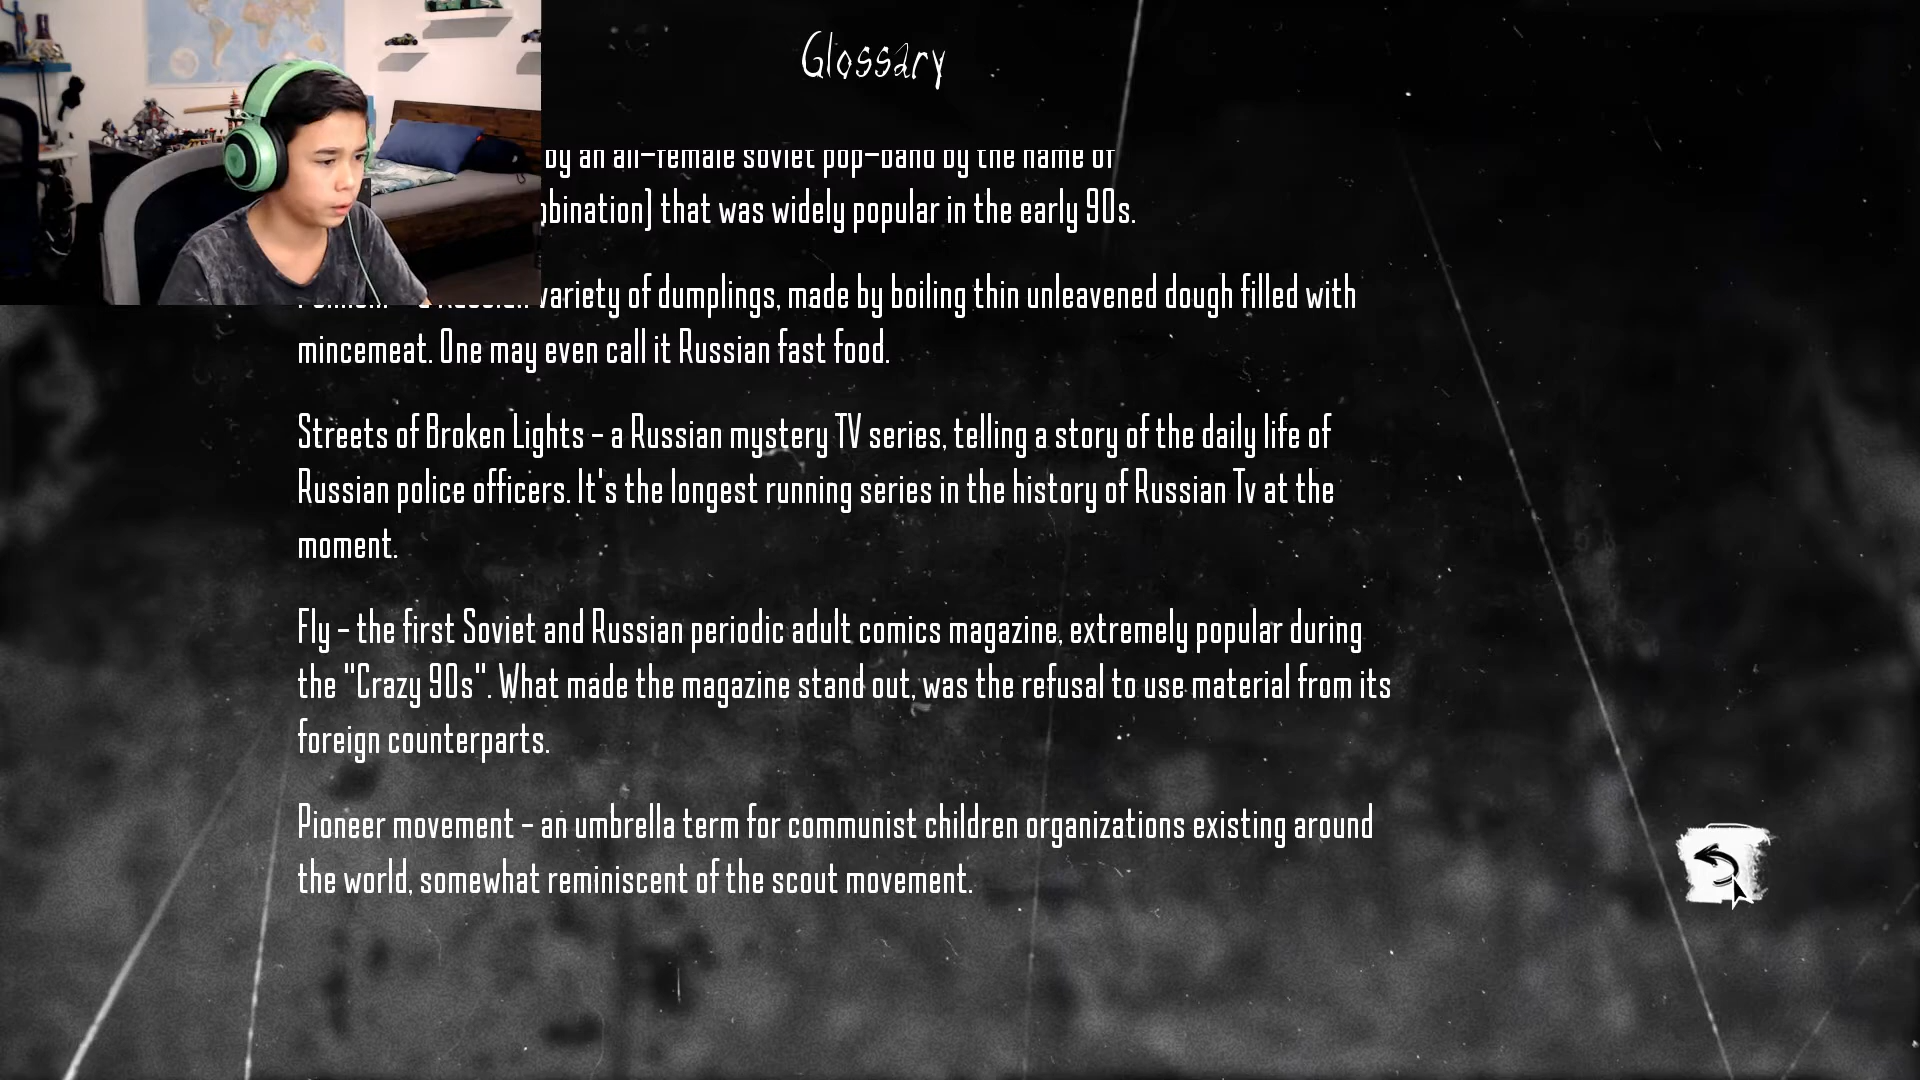 Glossary
by an all-female soviet pop-band by the name of
bination) that was widely popular in the early 90s.
variety of dumplings, made by boiling thin unleavened dough filled with
mincemeat. One may even call it Russian fast food.
Streets of Broken Lights - a Russian mystery TV series, telling a story of the daily life of
Russian police officers. It's the longest running series in the history of Russian Tv at the
moment.
Fly - the first Soviet and Russian periodic adult comics magazine, extremely popular during
the "Crazy 90s". What made the magazine stand out, was the refusal to use material from its
foreign counterparts.
Pioneer movement - an umbrella term for communist children organizations existing around
the world, somewhat reminiscent of the scout movement.